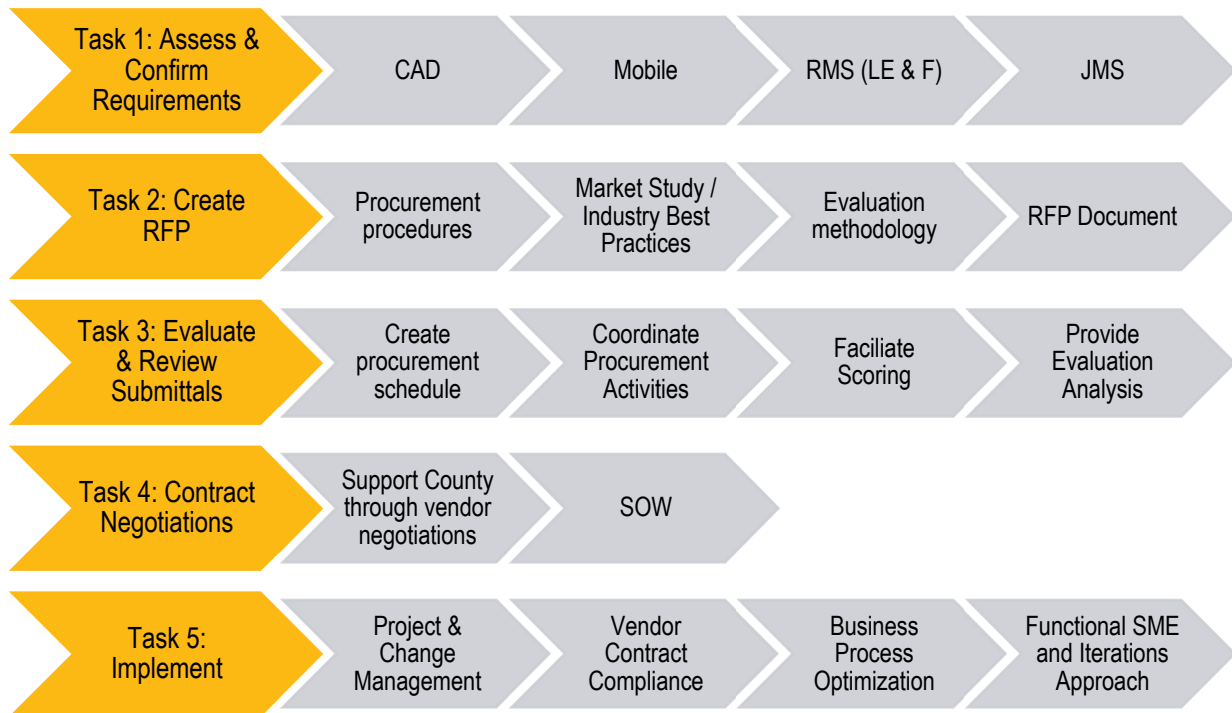 Task 1: Assess &
Confirm
Requirements
CAD
Mobile
RMS (LE & F)
JMS
Task 2: Create
RFP
Procurement
procedures
Market Study /
Industry Best
Practices
Evaluation
methodology
RFP Document
Task 3: Evaluate
& Review
Submittals
Create
procurement
schedule
Coordinate
Procurement
Activities
Faciliate
Scoring
Provide
Evaluation
Analysis
Task 4: Contract
Negotiations
Support County
through vendor
negotiations
SOW
Task 5:
Implement
Project &
Change
Management
Vendor
Contract
Compliance
Business
Process
Optimization
Functional SME
and Iterations
Approach